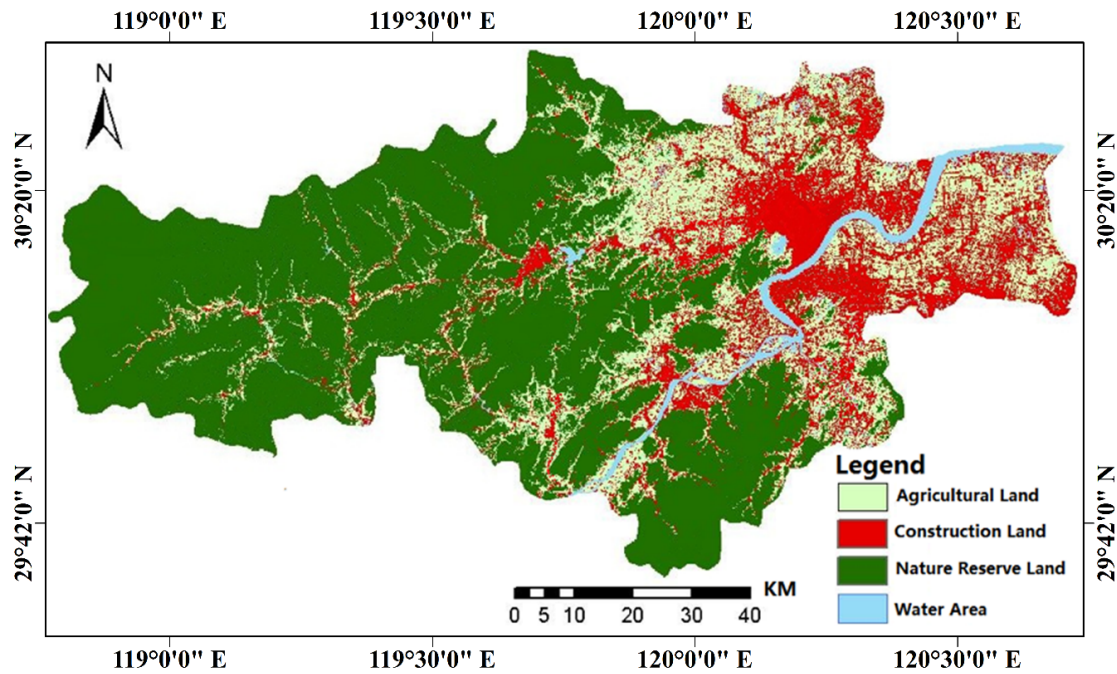 119°0'0" E 119°30'0" E 120°0'0" E 120°30'0" E
N
30°20'0" N
30°20'0" N
29°42'0" N
29°42'0" N
Legend
Agricultural Land
Construction Land
Nature Reserve Land
Water Area
KM
0 5 10 20 30 40
119°0'0" E 119°30'0" E 120°0'0" E 120°30'0" E